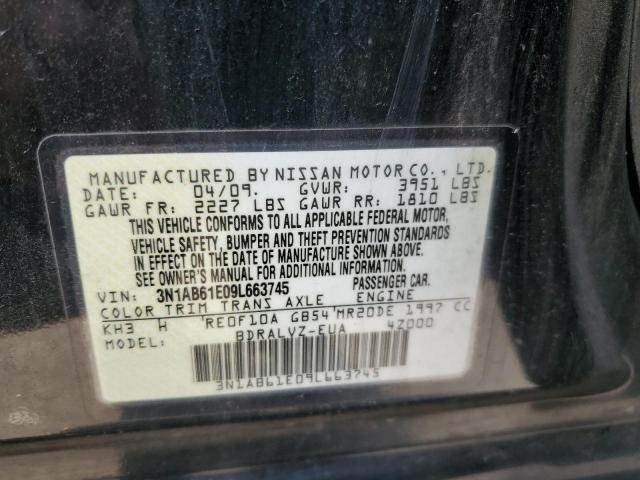 MANUFACTURED BY NISSAN MOTOR CO., LTD.
DATE: 04/09. GVWR: 3951 LBS
GAWR FR: 2227 LBS GAWR RR: 1810 LBS
THIS VEHICLE CONFORMS TO ALL APPLICABLE FEDERAL MOTOR,
VEHICLE SAFETY, BUMPER AND THEFT PREVENTION STANDARDS
IN EFFECT ON THE DATE OF MANUFACTURE SHOWN ABOVE.
SEE OWNER'S MANUAL FOR MORE INFORMATION.
VIN: 3N1AB61E09L663745 PASSENGER CAR.
COLOR TRIM TRANS AXLE ENGINE
KH3 H RE0F10A GB54 MR20DE 1997 CC
BDRALVZ-EUA 4Z000
3N1AB61E09L663745